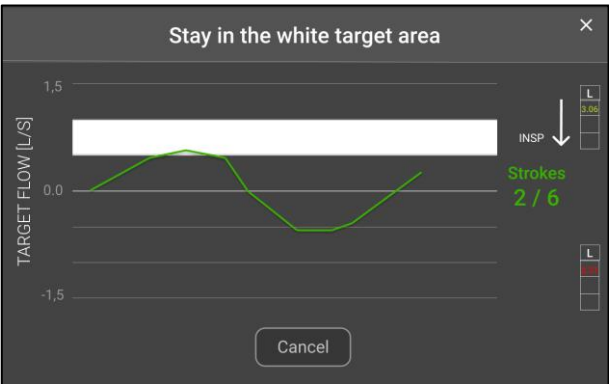 Stay in the white target area
×
1,5
TARGET FLOW [L/S]
0.0
-1,5
INSP
Strokes
2 / 6
L
3.06
L
Cancel